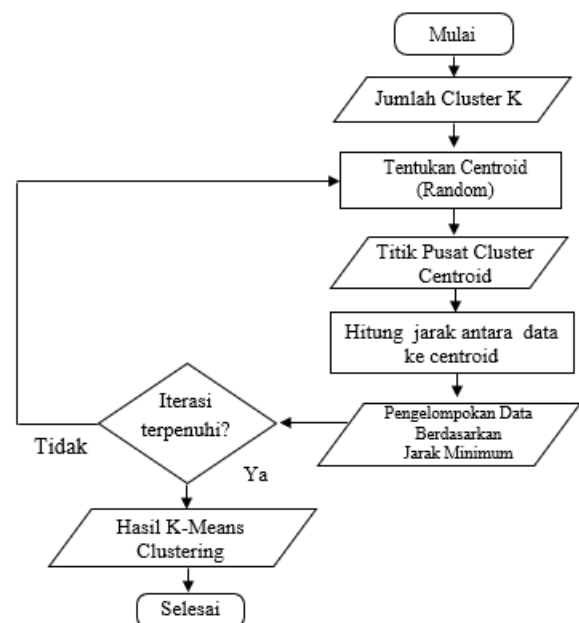 Mulai
Jumlah Cluster K
Tentukan Centroid
(Random)
Titik Pusat Cluster
Centroid
Hitung jarak antara data
ke centroid
Pengelompokan Data
Berdasarkan
Jarak Minimum
Iterasi
terpenuhi?
Tidak
Ya
Hasil K-Means
Clustering
Selesai